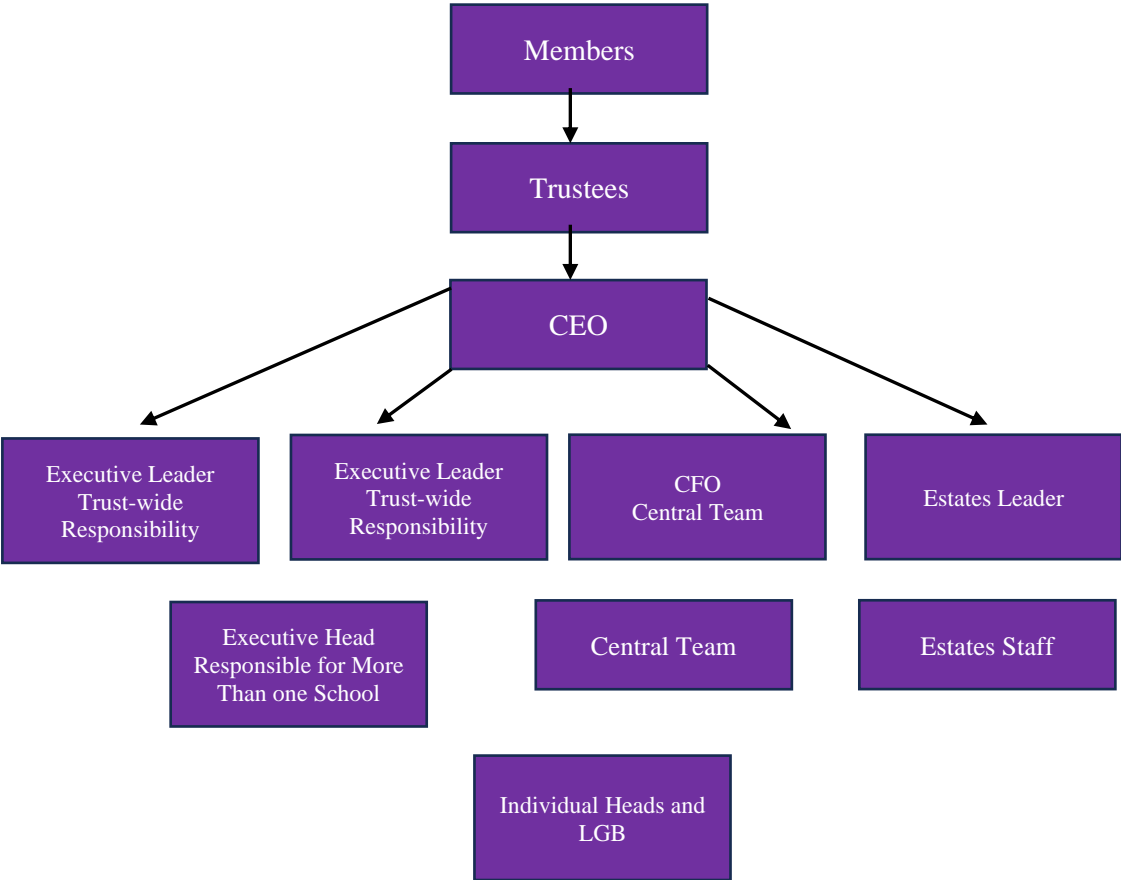 Members
Trustees
CEO
Executive Leader
Trust-wide
Responsibility
Executive Leader
Trust-wide
Responsibility
CFO
Central Team
Estates Leader
Executive Head
Responsible for More
Than one School
Central Team
Estates Staff
Individual Heads and
LGB